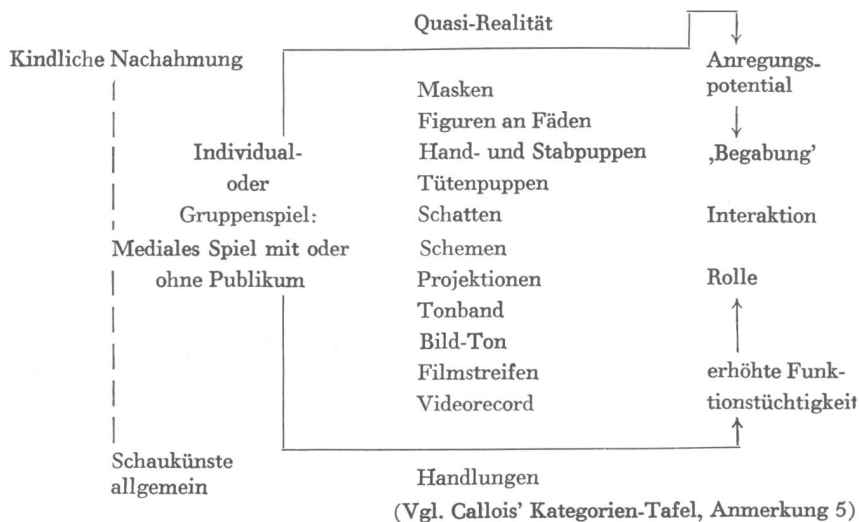 Quasi-Realität
Kindliche Nachahmung
Anregungs-
potential
Masken
Figuren an Fäden
Individual-
oder
Gruppenspiel:
Mediales Spiel mit oder
ohne Publikum
Hand- und Stabpuppen
Tütenpuppen
Schatten
Schemen
Projektionen
Tonband
Bild-Ton
Filmstreifen
Videorecord
‚Begabung’
Interaktion
Rolle
erhöhte Funk-
tionstüchtigkeit
Schaukünste
allgemein
Handlungen
(Vgl. Callois’ Kategorien-Tafel, Anmerkung 5)